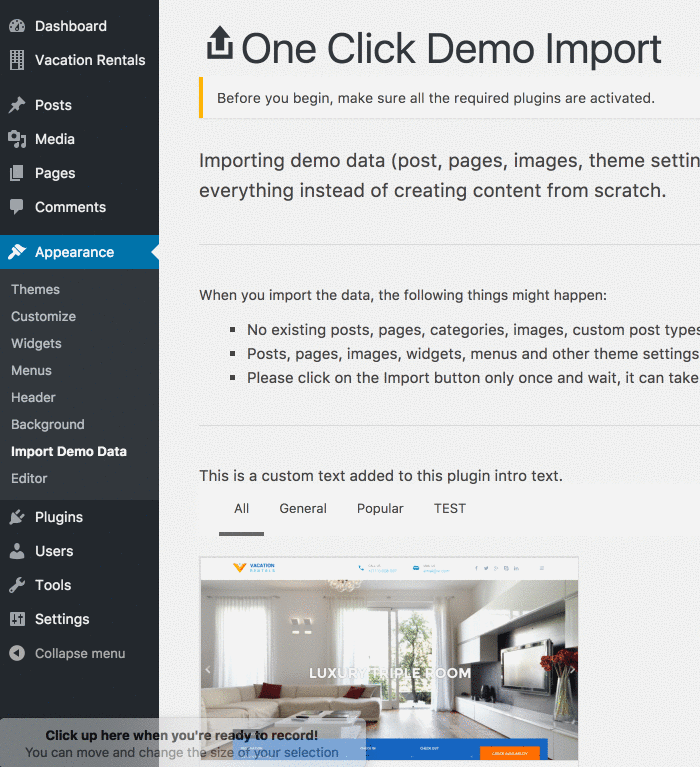 Dashboard
Vacation Rentals
Posts
Media
Pages
Comments
Appearance
Themes
Customize
Widgets
Menus
Header
Background
Import Demo Data
Editor
Plugins
Users
Tools
Settings
Collapse menu
One Click Demo Import
Before you begin, make sure all the required plugins are activated.
Importing demo data (post, pages, images, theme settin
everything instead of creating content from scratch.
When you import the data, the following things might happen:
No existing posts, pages, categories, images, custom post types
Posts, pages, images, widgets, menus and other theme settings
Please click on the Import button only once and wait, it can take
This is a custom text added to this plugin intro text.
All General Popular TEST
VACATION
RENTALS
LUXURY TRIPLE ROOM
CHECK IN CHECK OUT
Click up here when you're ready to record!
You can move and change the size of your selection